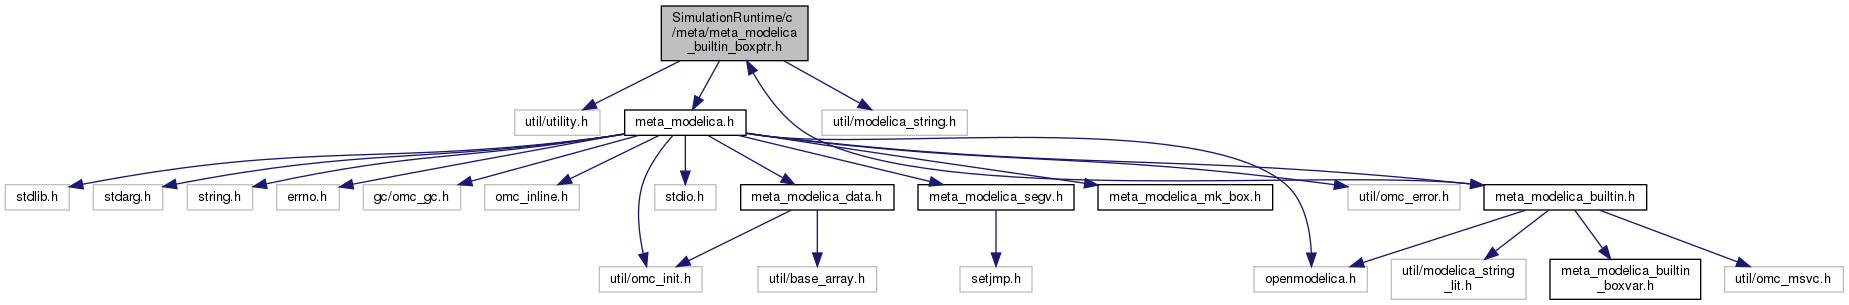 SimulationRuntime/c
/meta/meta_modelica
_builtin_boxptr.h
util/utility.h
meta_modelica.h
util/modelica_string.h
stdlib.h
stdarg.h
string.h
errno.h
gc/omc_gc.h
omc_inline.h
stdio.h
meta_modelica_data.h
meta_modelica_segv.h
meta_modelica_mk_box.h
util/omc_error.h
meta_modelica_builtin.h
util/omc_init.h
util/base_array.h
setjmp.h
openmodelica.h
util/modelica_string
_lit.h
meta_modelica_builtin
_boxvar.h
util/omc_msvc.h